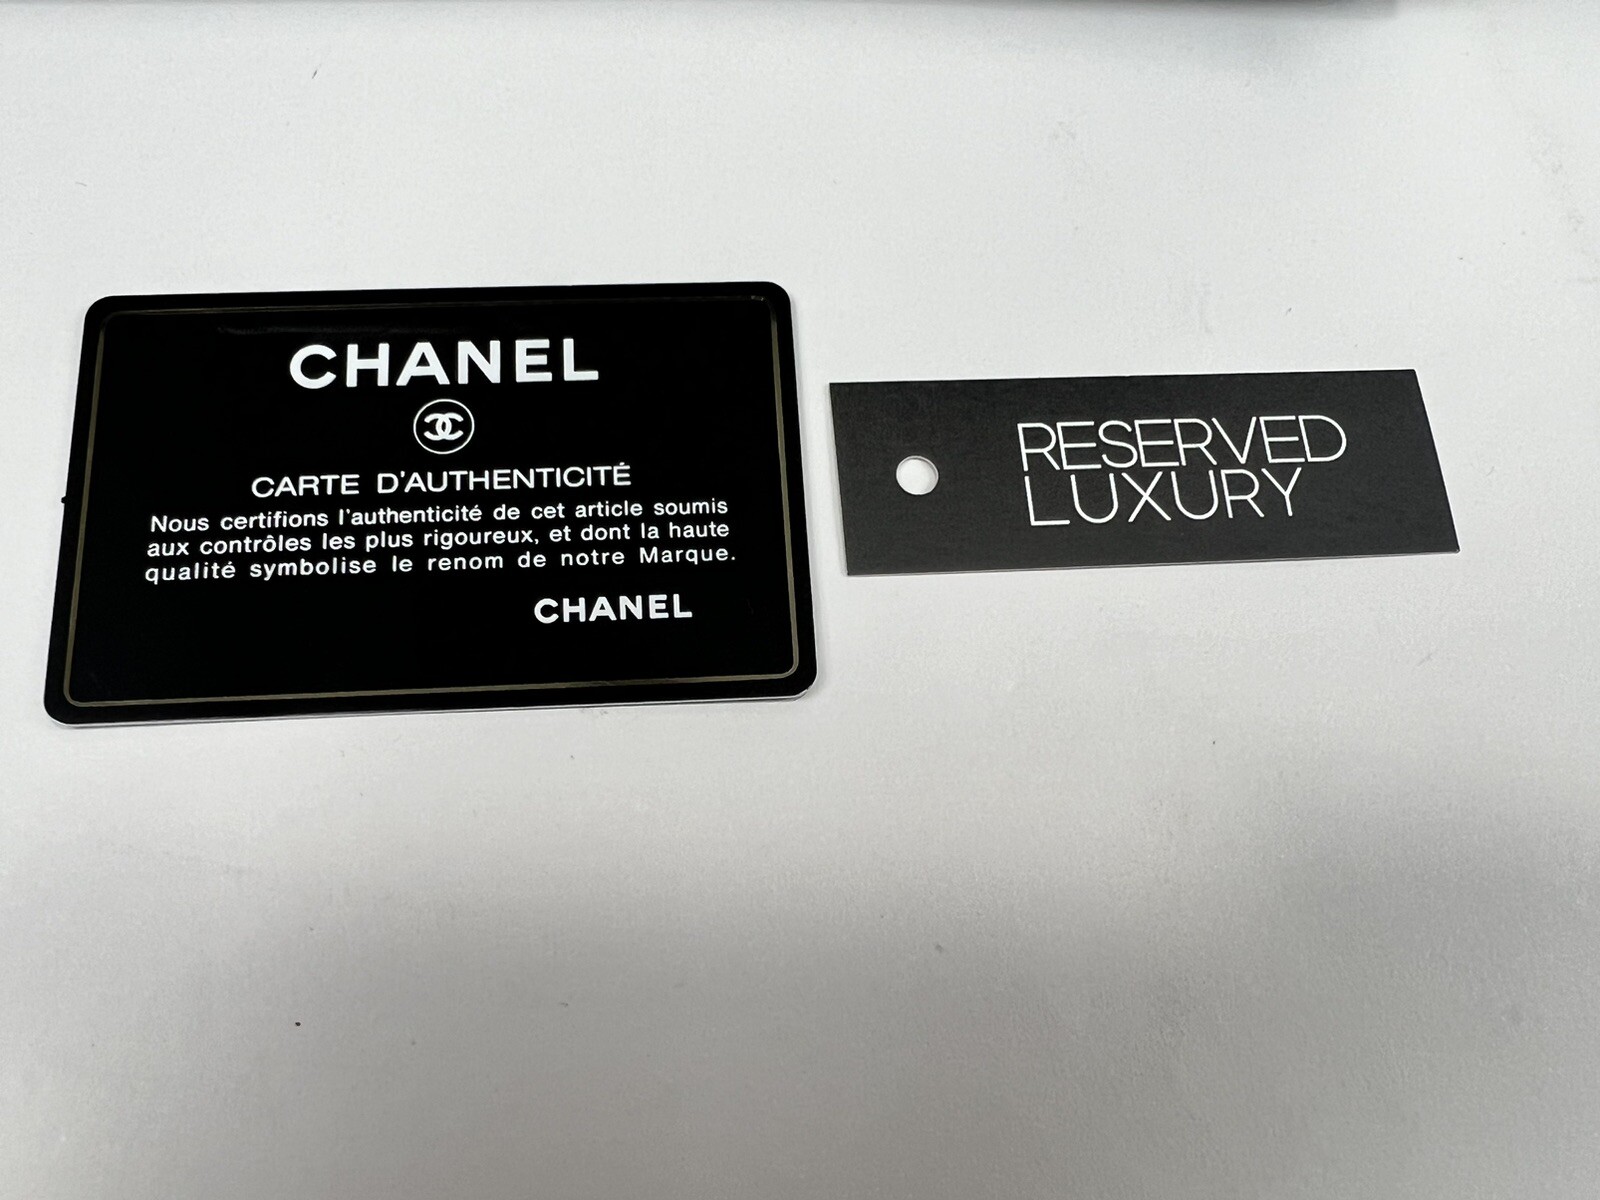 CHANEL
CARTE D'AUTHENTICITÉ
Nous certifions l'authenticité de cet article soumis
aux contrôles les plus rigoureux, et dont la haute
qualité symbolise le renom de notre Marque.
CHANEL
RESERVED
LUXURY